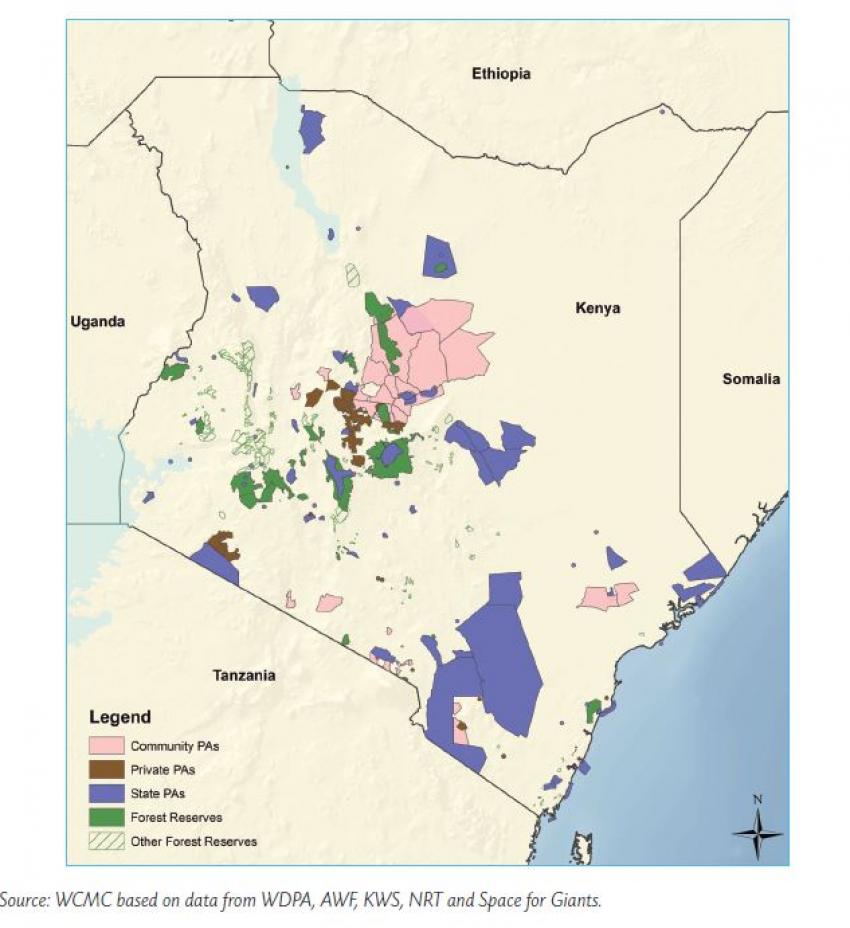 Ethiopia
Kenya
Uganda
Somalia
Tanzania
Legend
Community PAs
Private PAs
State PAs
Forest Reserves
Other Forest Reserves
N
Source: WCMC based on data from WDPA, AWF, KWS, NRT and Space for Giants.